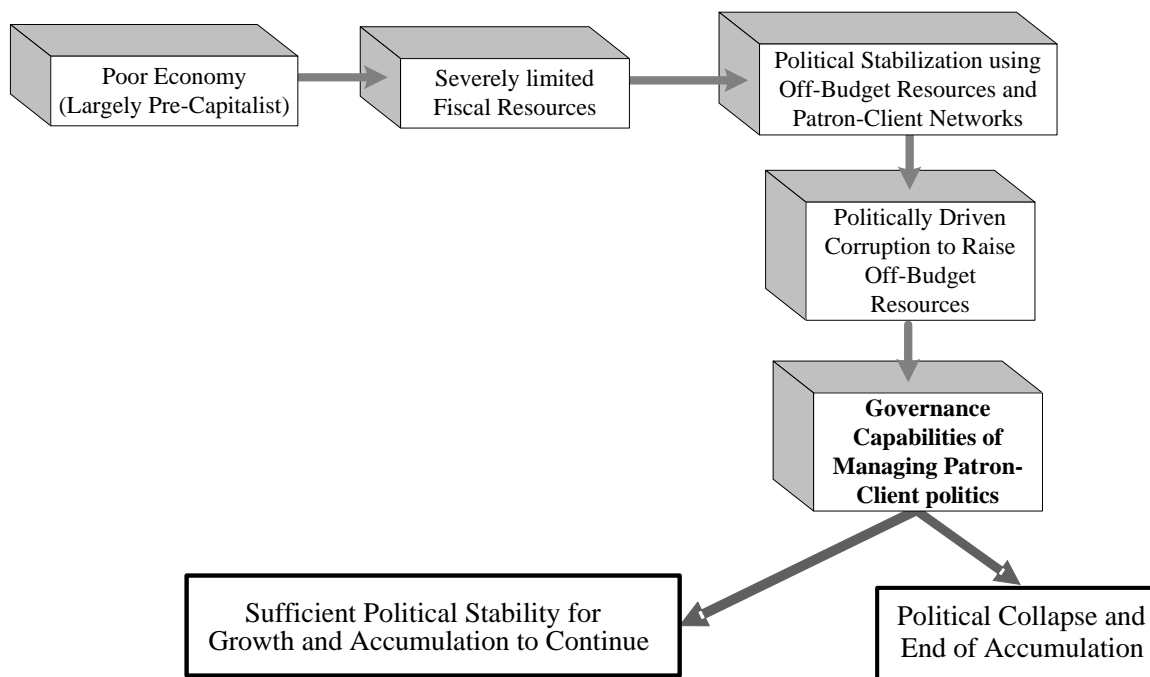 Poor Economy
(Largely Pre-Capitalist)
Severely limited
Fiscal Resources
Political Stabilization using
Off-Budget Resources and
Patron-Client Networks
Politically Driven
Corruption to Raise
Off-Budget
Resources
Governance
Capabilities of
Managing Patron-
Client politics
Sufficient Political Stability for
Growth and Accumulation to Continue
Political Collapse and
End of Accumulation